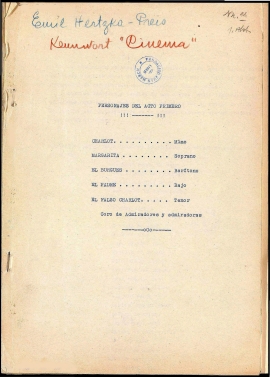 Emil Hertzka-Preis
Kennwort "Cinema"
PERSONAJES DEL ACTO PRIMERO
!!! ------- !!!
CHARLOT. . . . . . . . . . Mimo
MARGARITA . . . . . . . . . Soprano
EL BURGUES . . . . . . . . Barítono
EL PADRE . . . . . . . . . Bajo
EL FALSO CHARLOT. . . . . Tenor
Coro de Admiradores y admiradoras